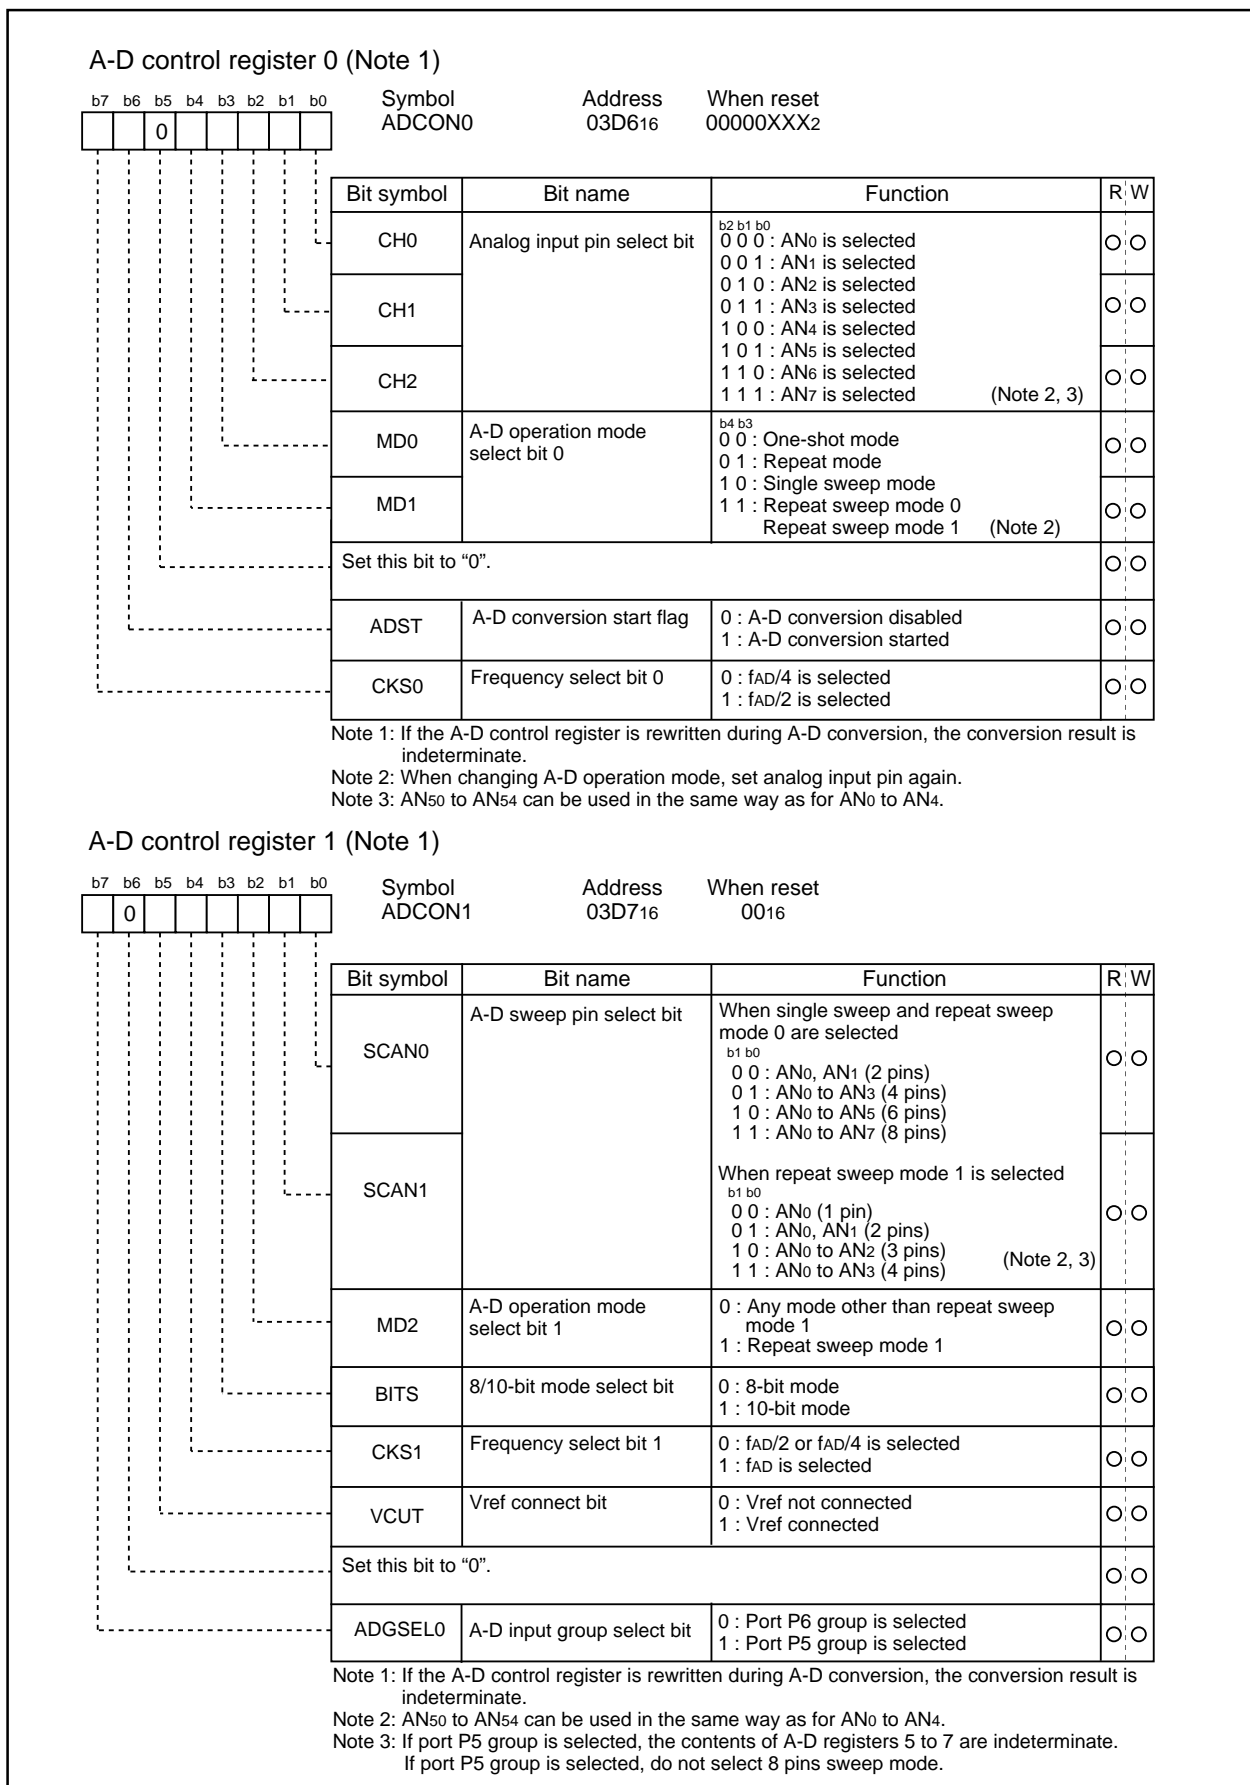 A-D control register 0 (Note 1)
b7 b6 b5 b4 b3 b2 b1 b0 Symbol Address When reset
0 ADCON0 03D616 00000XXX2
Bit symbol Bit name Function R W
CH0 Analog input pin select bit b2 b1 b0
0 0 0 : AN0 is selected
0 0 1 : AN1 is selected
0 1 0 : AN2 is selected
CH1 0 1 1 : AN3 is selected
1 0 0 : AN4 is selected
1 0 1 : AN5 is selected
CH2 1 1 0 : AN6 is selected
1 1 1 : AN7 is selected (Note 2, 3)
MD0 A-D operation mode b4 b3
select bit 0 0 0 : One-shot mode
0 1 : Repeat mode
1 0 : Single sweep mode
MD1 1 1 : Repeat sweep mode 0
Repeat sweep mode 1 (Note 2)
Set this bit to “0”.
ADST A-D conversion start flag 0 : A-D conversion disabled
1 : A-D conversion started
CKS0 Frequency select bit 0 0 : fAD/4 is selected
1 : fAD/2 is selected
Note 1: If the A-D control register is rewritten during A-D conversion, the conversion result is
indeterminate.
Note 2: When changing A-D operation mode, set analog input pin again.
Note 3: AN50 to AN54 can be used in the same way as for AN0 to AN4.
A-D control register 1 (Note 1)
b7 b6 b5 b4 b3 b2 b1 b0 Symbol Address When reset
0 ADCON1 03D716 0016
Bit symbol Bit name Function R W
A-D sweep pin select bit When single sweep and repeat sweep
mode 0 are selected
SCAN0 b1 b0
0 0 : AN0, AN1 (2 pins)
0 1 : AN0 to AN3 (4 pins)
1 0 : AN0 to AN5 (6 pins)
1 1 : AN0 to AN7 (8 pins)
When repeat sweep mode 1 is selected
SCAN1 b1 b0
0 0 : AN0 (1 pin)
0 1 : AN0, AN1 (2 pins)
1 0 : AN0 to AN2 (3 pins)
1 1 : AN0 to AN3 (4 pins) (Note 2, 3)
MD2 A-D operation mode 0 : Any mode other than repeat sweep
select bit 1 mode 1
1 : Repeat sweep mode 1
BITS 8/10-bit mode select bit 0 : 8-bit mode
1 : 10-bit mode
CKS1 Frequency select bit 1 0 : fAD/2 or fAD/4 is selected
1 : fAD is selected
VCUT Vref connect bit 0 : Vref not connected
1 : Vref connected
Set this bit to “0”.
ADGSEL0 A-D input group select bit 0 : Port P6 group is selected
1 : Port P5 group is selected
Note 1: If the A-D control register is rewritten during A-D conversion, the conversion result is
indeterminate.
Note 2: AN50 to AN54 can be used in the same way as for AN0 to AN4.
Note 3: If port P5 group is selected, the contents of A-D registers 5 to 7 are indeterminate.
If port P5 group is selected, do not select 8 pins sweep mode.